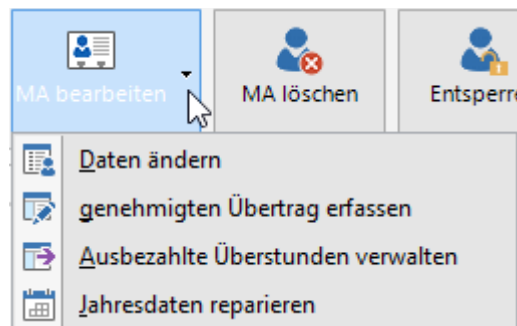 MA bearbeiten
MA löschen
Entsperre
Daten ändern
genehmigten Übertrag erfassen
Ausbezahlte Überstunden verwalten
Jahresdaten reparieren